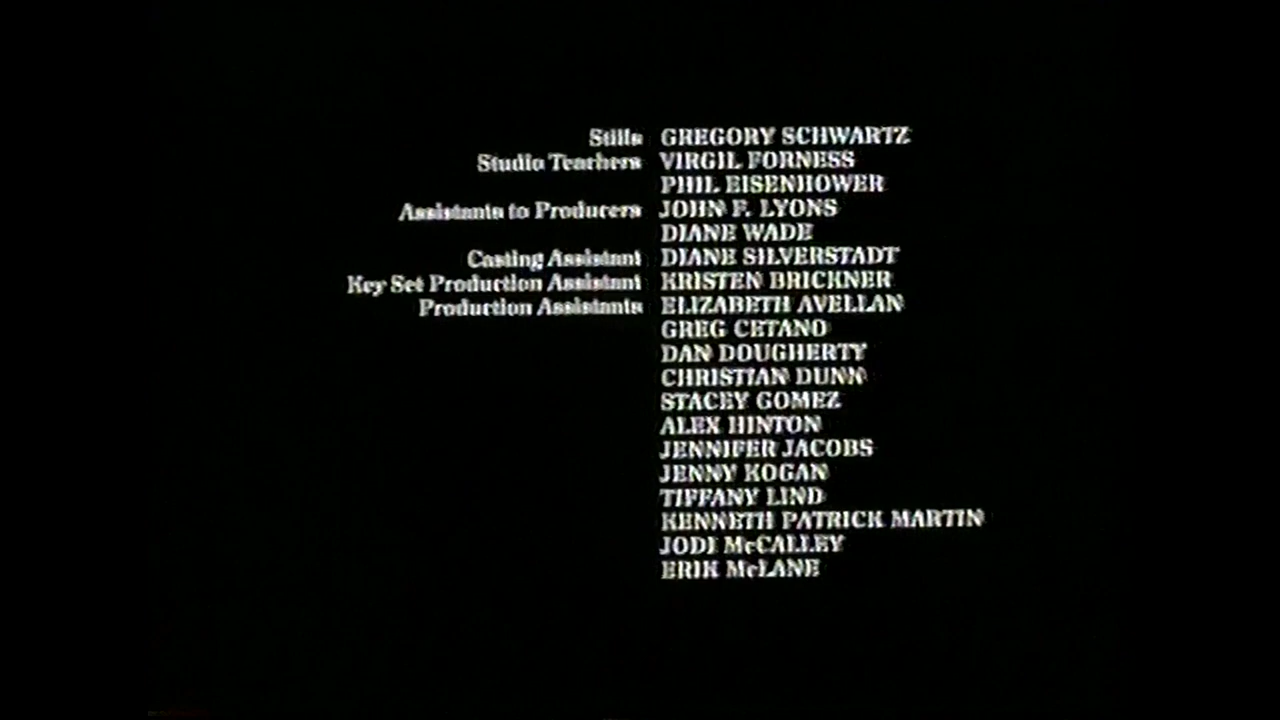 Stills GREGORY SCHWARTZ
Studio Teachers VIRGIL FORNESS
PHIL EISENHOWER
Assistants to Producers JOHN F. LYONS
DIANE WADE
Casting Assistant DIANE SILVERSTADT
Key Set Production Assistant KRISTEN BRICKNER
Production Assistants ELIZABETH AVELLAN
GREG CETANO
DAN DOUGHERTY
CHRISTIAN DUNN
STACEY GOMEZ
ALEX HINTON
JENNIFER JACOBS
JENNY KOGAN
TIFFANY LIND
KENNETH PATRICK MARTIN
JODI McCALLEY
ERIK McLANE